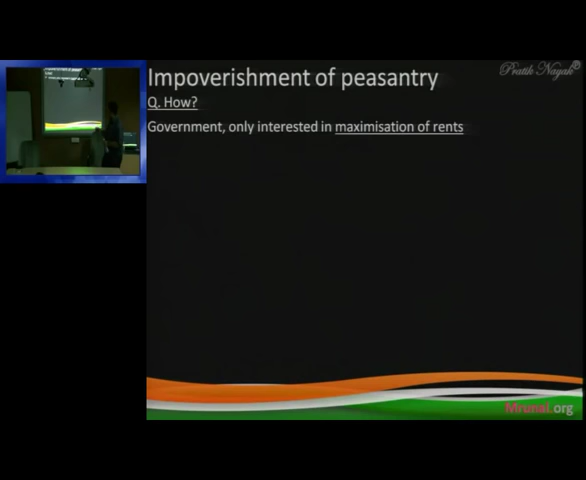 Pratik Nayak
Impoverishment of peasantry
Q. How?
Government, only interested in maximisation of rents
Mrunal.org